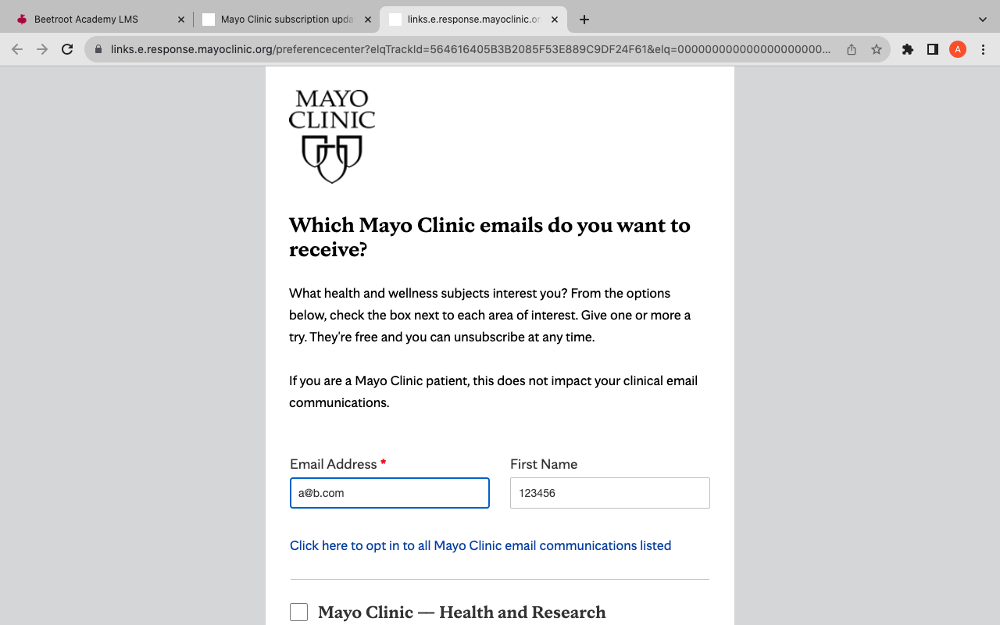 Beetroot Academy LMS
Mayo Clinic subscription upda
links.e.response.mayoclinic.or
links.e.response.mayoclinic.org/preferencecenter?elqTrackId=564616405B3B2085F53E889C9DF24F61&elq=00000000000000000000...
A
MAYO
CLINIC
Which Mayo Clinic emails do you want to
receive?
What health and wellness subjects interest you? From the options
below, check the box next to each area of interest. Give one or more a
try. They're free and you can unsubscribe at any time.
If you are a Mayo Clinic patient, this does not impact your clinical email
communications.
Email Address *
First Name
a@b.com
123456
Click here to opt in to all Mayo Clinic email communications listed
Mayo Clinic — Health and Research